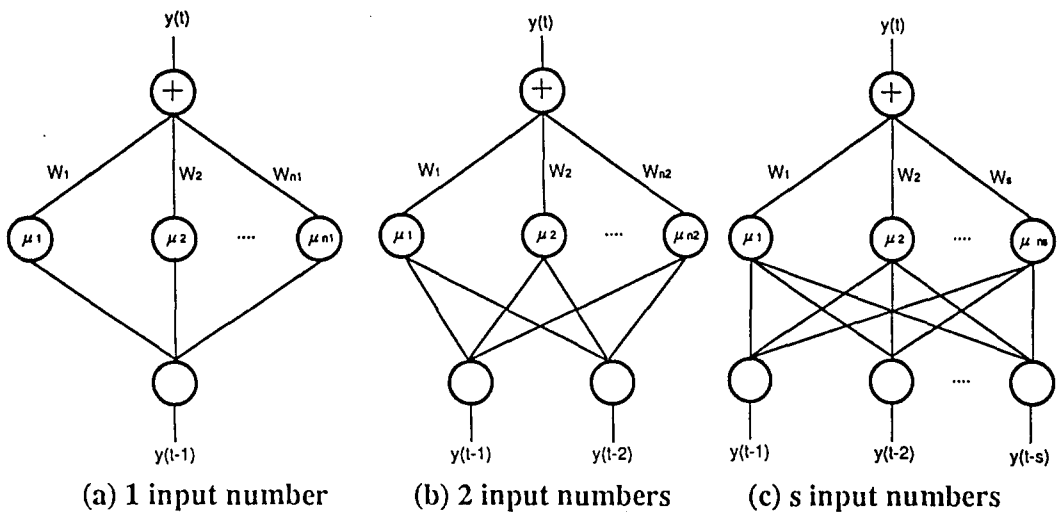 y(t) y(t) y(t)
+ + +
W1 W2 Wn1 W1 W2 Wn2 W1 W2 Ws
μ1 μ2 .... μn1 μ1 μ2 .... μn2 μ1 μ2 .... μns
....
y(t-1) y(t-1) y(t-2) y(t-1) y(t-2) y(t-s)
(a) 1 input number (b) 2 input numbers (c) s input numbers